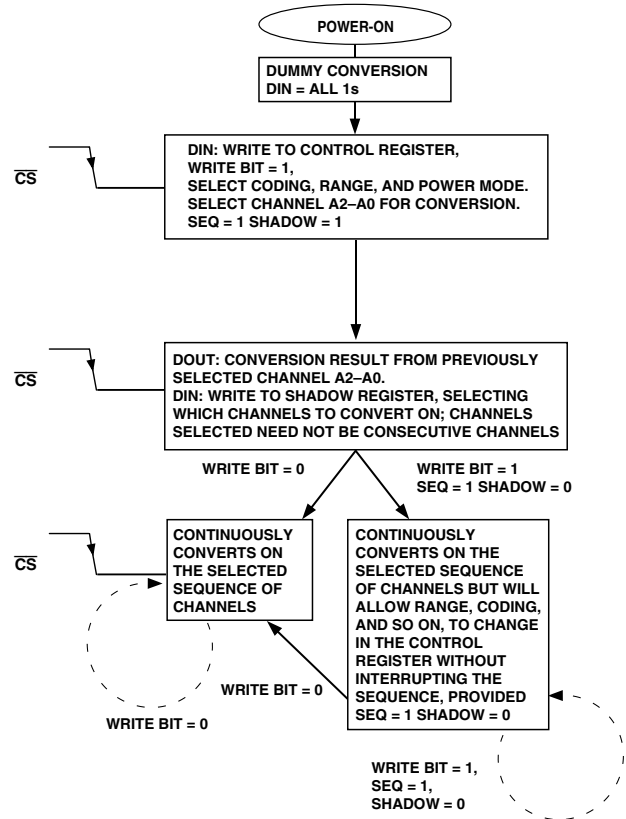 POWER-ON
DUMMY CONVERSION
DIN = ALL 1s
CS
DIN: WRITE TO CONTROL REGISTER,
WRITE BIT = 1,
SELECT CODING, RANGE, AND POWER MODE.
SELECT CHANNEL A2–A0 FOR CONVERSION.
SEQ = 1 SHADOW = 1
CS
DOUT: CONVERSION RESULT FROM PREVIOUSLY
SELECTED CHANNEL A2–A0.
DIN: WRITE TO SHADOW REGISTER, SELECTING
WHICH CHANNELS TO CONVERT ON; CHANNELS
SELECTED NEED NOT BE CONSECUTIVE CHANNELS
WRITE BIT = 0
WRITE BIT = 1
SEQ = 1 SHADOW = 0
CS
CONTINUOUSLY
CONVERTS ON
THE SELECTED
SEQUENCE OF
CHANNELS
CONTINUOUSLY
CONVERTS ON THE
SELECTED SEQUENCE
OF CHANNELS BUT WILL
ALLOW RANGE, CODING,
AND SO ON, TO CHANGE
IN THE CONTROL
REGISTER WITHOUT
INTERRUPTING THE
SEQUENCE, PROVIDED
SEQ = 1 SHADOW = 0
WRITE BIT = 0
WRITE BIT = 0
WRITE BIT = 1,
SEQ = 1,
SHADOW = 0